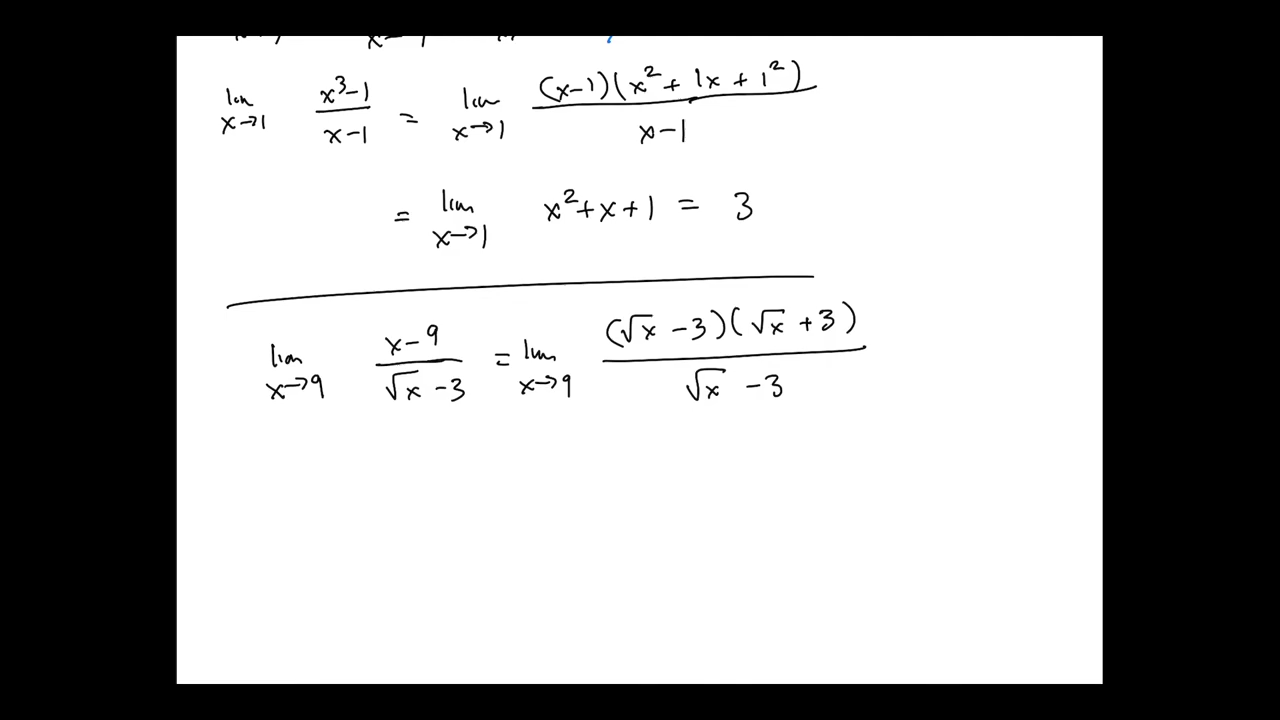 lim x→1 (x³-1)/(x-1) = lim x→1 ((x-1)(x²+1x+1²))/(x-1)
= lim x→1 x²+x+1 = 3
lim x→9 (x-9)/(√x -3) = lim x→9 ((√x -3)(√x +3))/(√x -3)